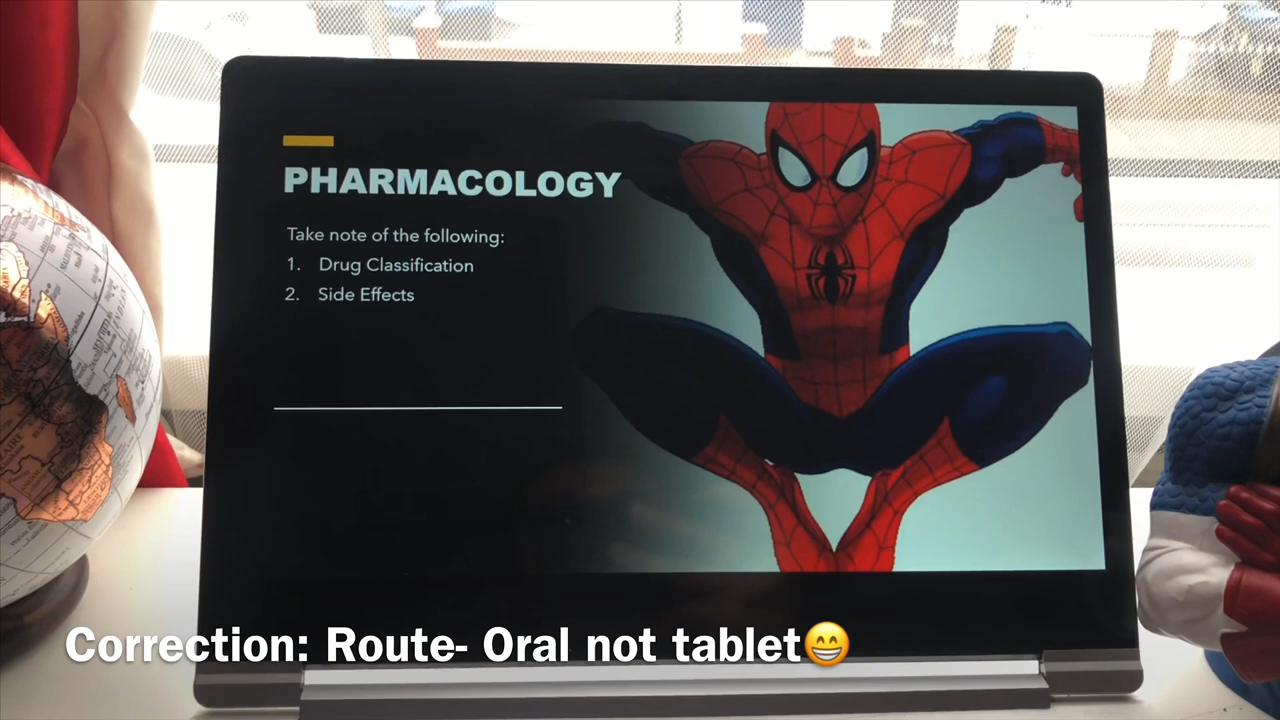 PHARMACOLOGY
Take note of the following:
1. Drug Classification
2. Side Effects
Correction: Route- Oral not tablet😁